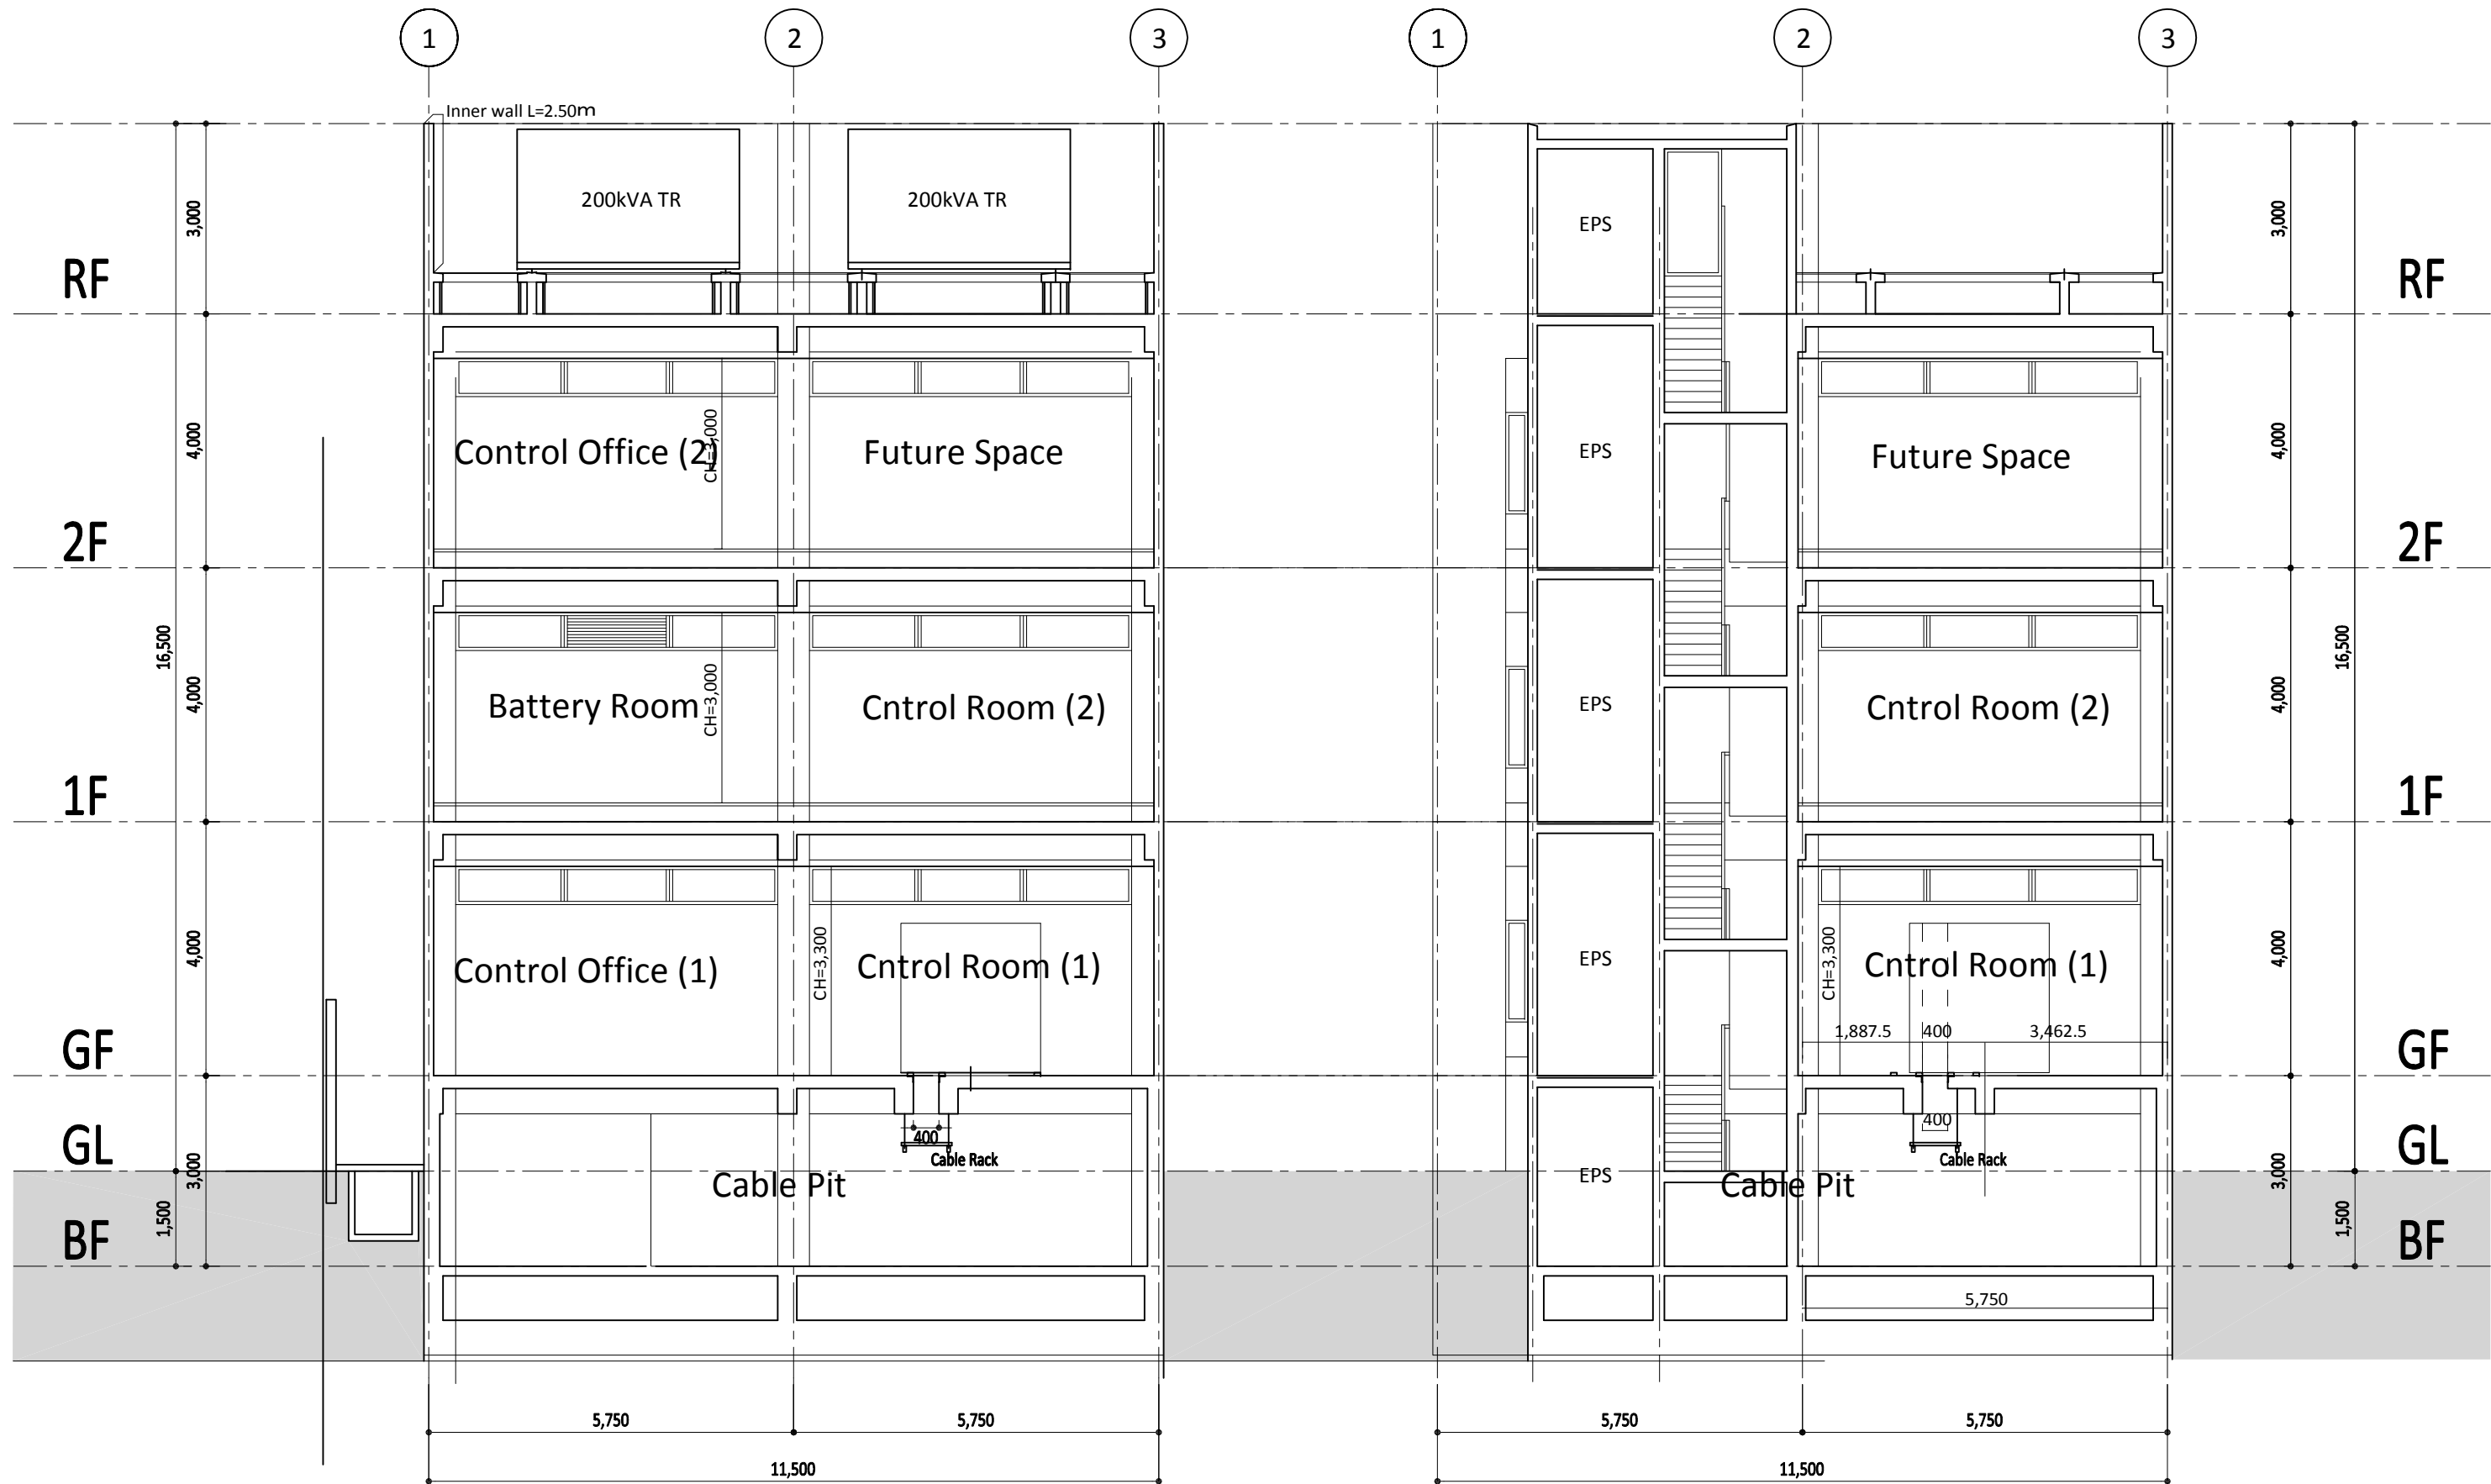 1
2
3
1
2
3
Inner wall L=2.50m
200kVA TR
200kVA TR
EPS
3,000
3,000
RF
RF
Control Office (2)
CH=3,000
Future Space
EPS
Future Space
4,000
4,000
2F
2F
16,500
16,500
Battery Room
CH=3,000
Cntrol Room (2)
EPS
Cntrol Room (2)
4,000
4,000
1F
1F
Control Office (1)
CH=3,300
Cntrol Room (1)
EPS
CH=3,300
Cntrol Room (1)
4,000
4,000
1,887.5
400
3,462.5
GF
GF
400
400
GL
GL
Cable Rack
Cable Rack
3,000
3,000
Cable Pit
EPS
Cable Pit
1,500
1,500
BF
BF
5,750
5,750
5,750
5,750
5,750
11,500
11,500